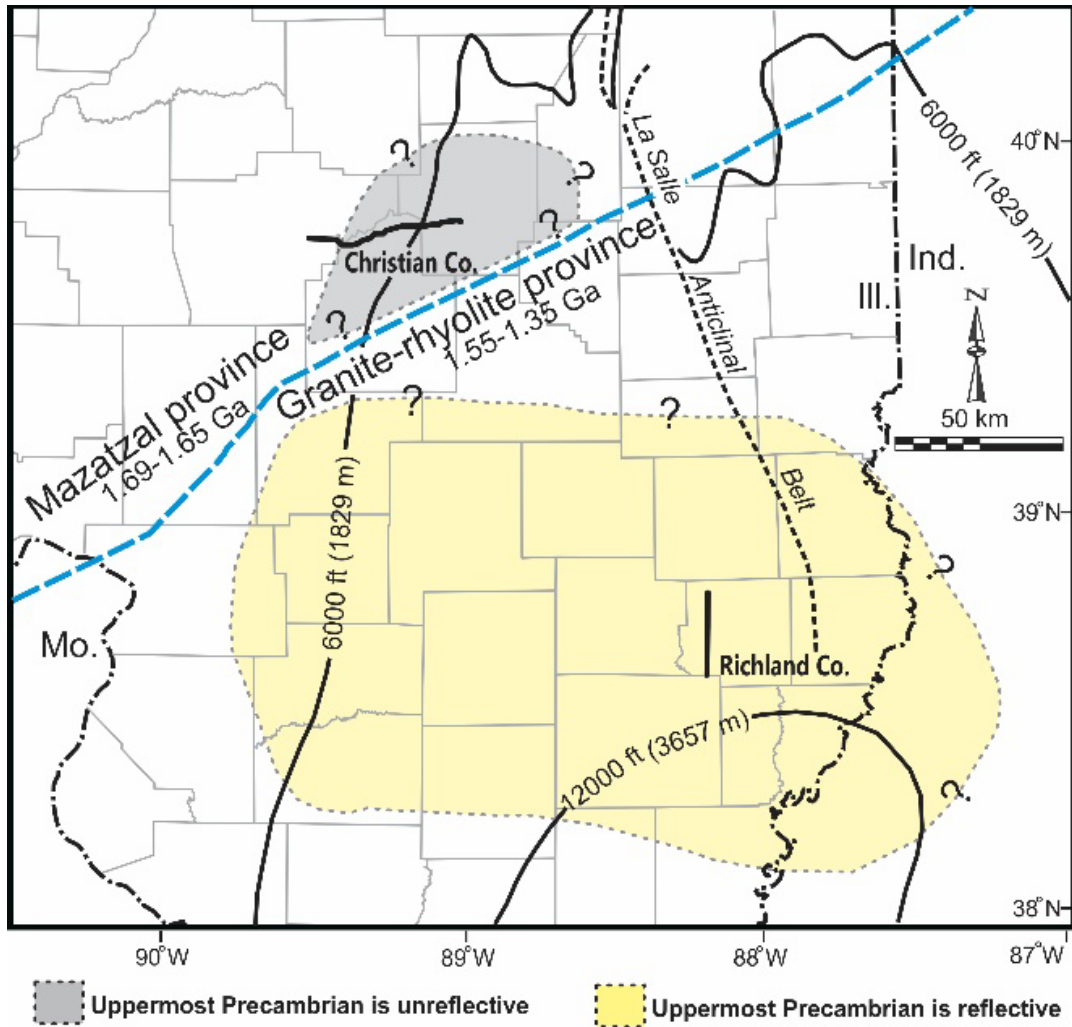 40°N
6000 ft (1829 m)
La Salle
?
?
?
Ind.
Ill.
Christian Co.
N
Anticlinal
?
Mazatzal province
1.69-1.65 Ga
Granite-rhyolite province
1.55-1.35 Ga
50 km
?
?
Belt
39°N
6000 ft (1829 m)
?
Mo.
Richland Co.
12000 ft (3657 m)
?
38°N
90°W
89°W
88°W
87°W
Uppermost Precambrian is unreflective
Uppermost Precambrian is reflective